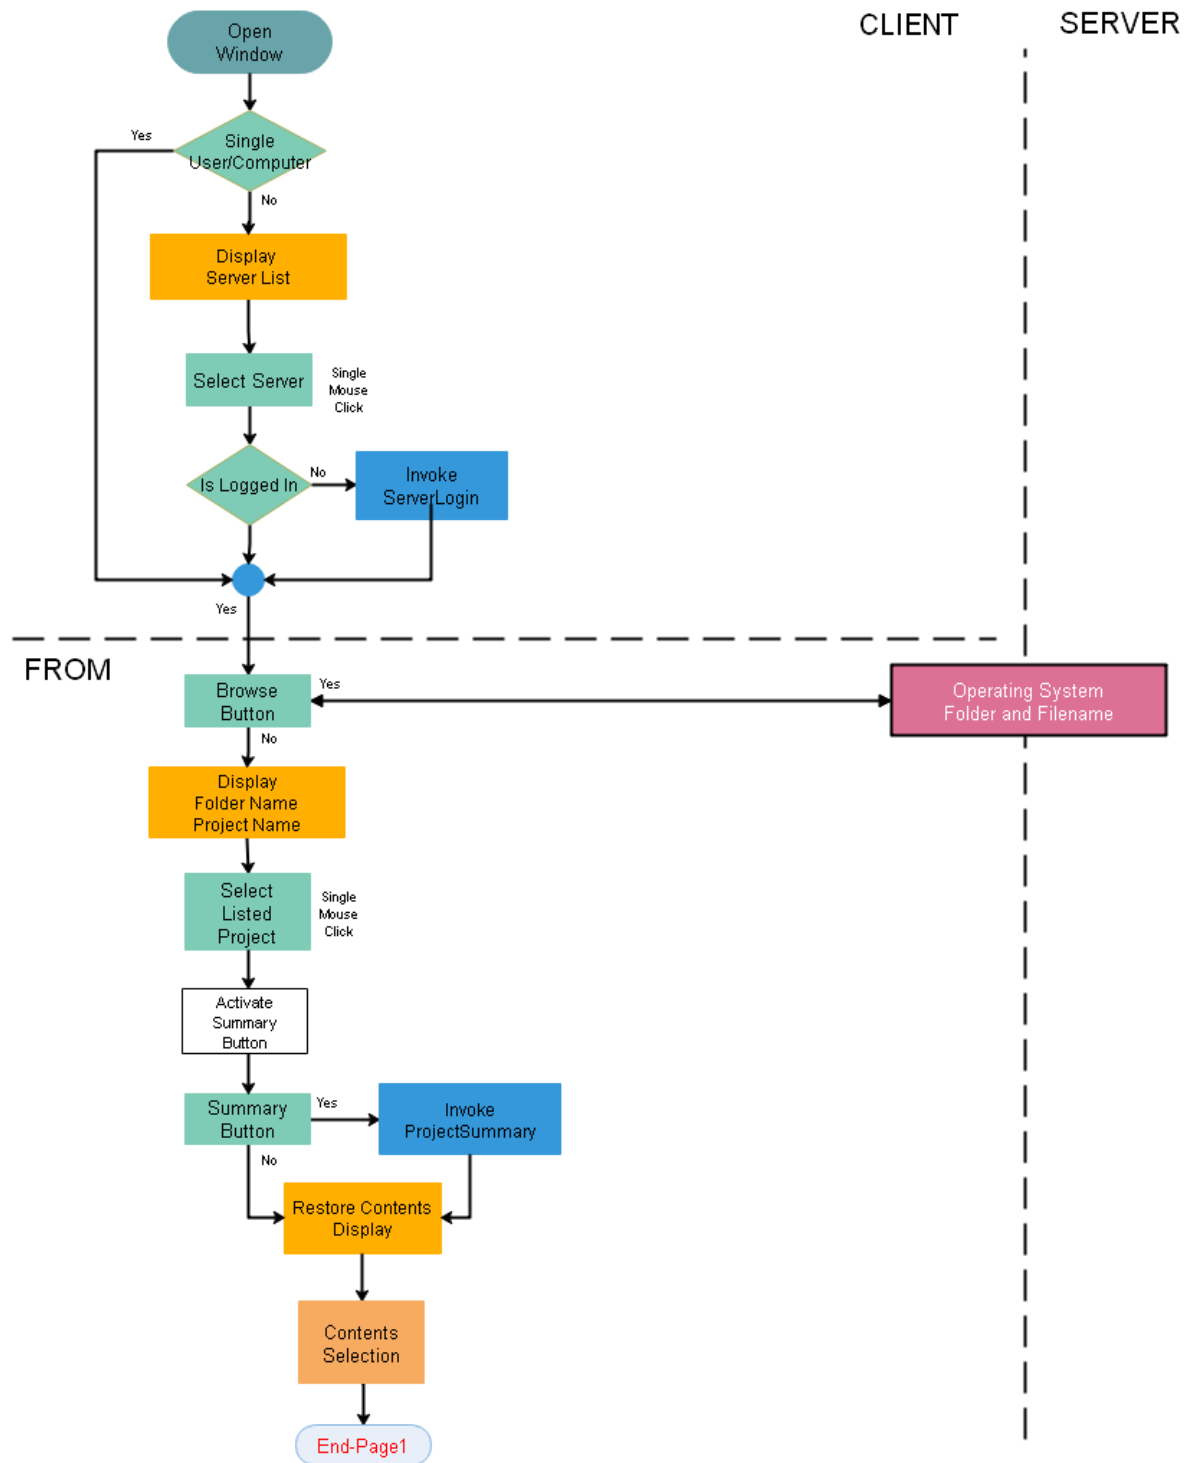 Open
Window
CLIENT
SERVER
Yes
Single
User/Computer
No
Display
Server List
Select Server
Single
Mouse
Click
Is Logged In
No
Invoke
ServerLogin
Yes
FROM
Browse
Button
Yes
Operating System
Folder and Filename
No
Display
Folder Name
Project Name
Select
Listed
Project
Single
Mouse
Click
Activate
Summary
Button
Summary
Button
Yes
Invoke
ProjectSummary
No
Restore Contents
Display
Contents
Selection
End-Page1